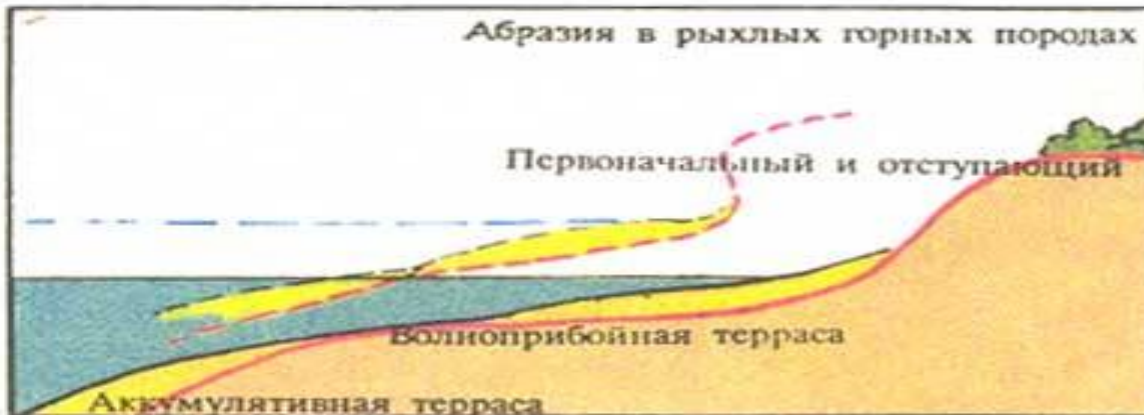 Абразия в рыхлых горных породах
Первоначальный и отступающий
Волноприбойная терраса
Аккумулятивная терраса